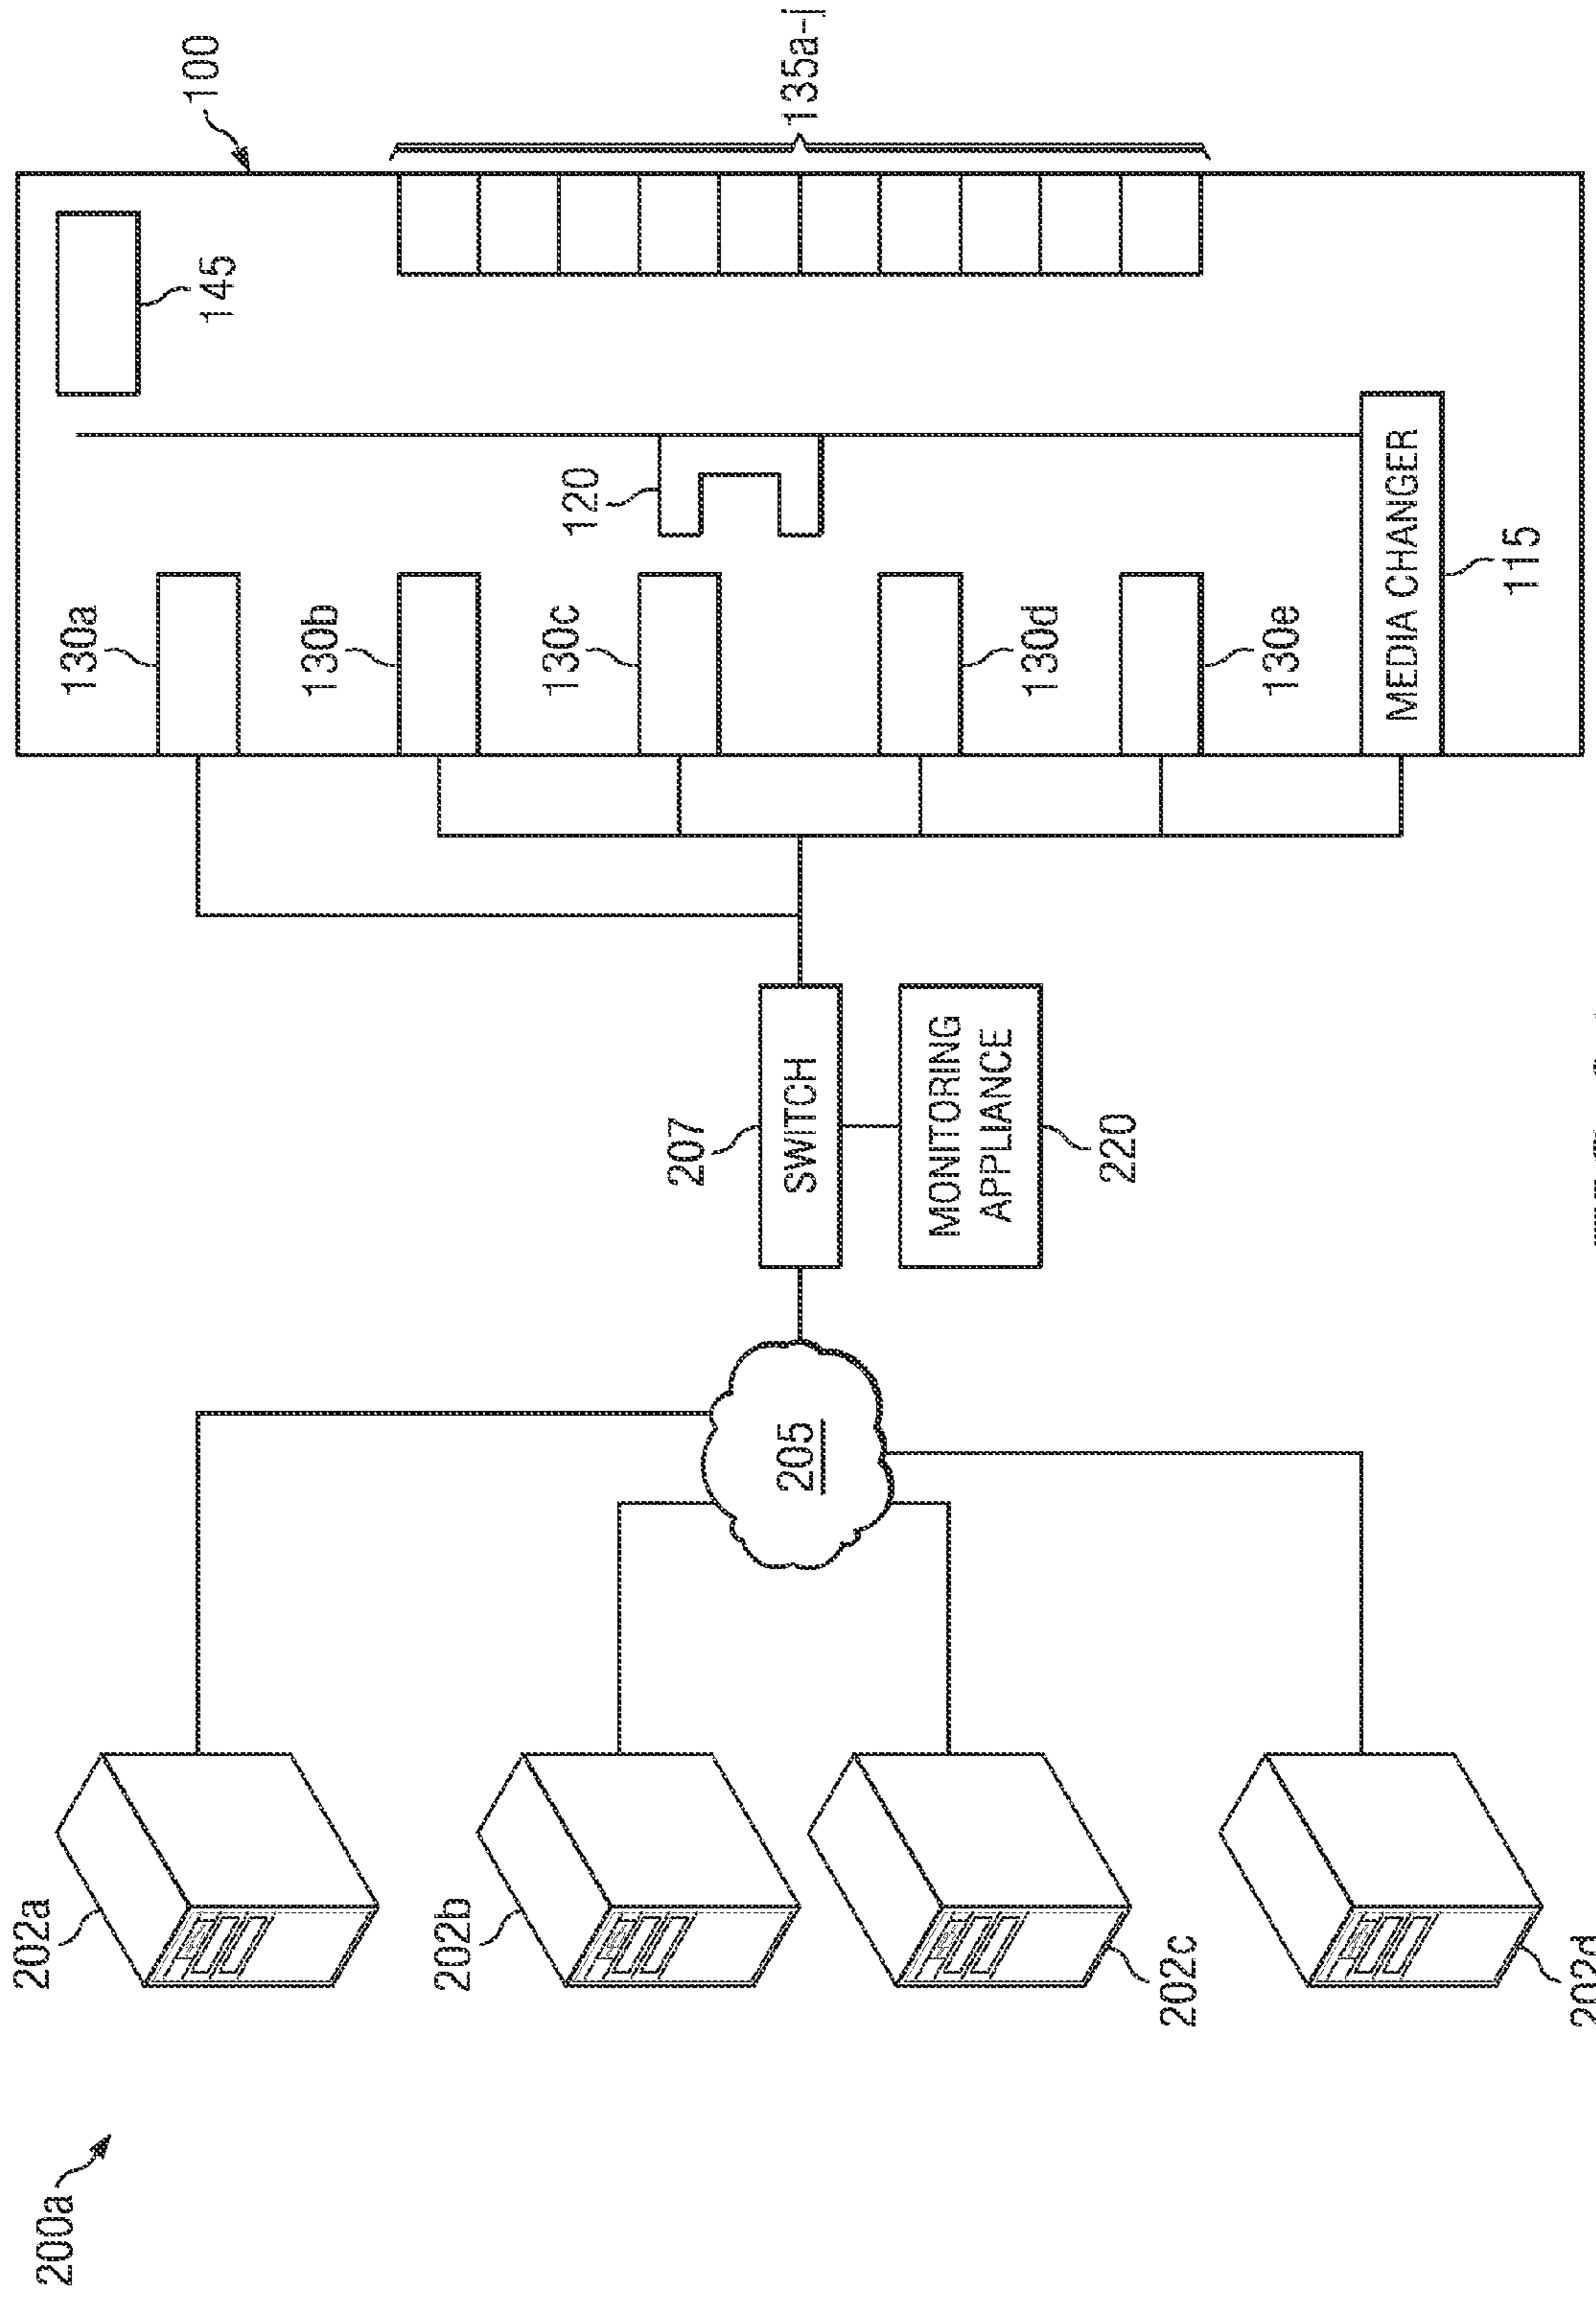 200a
202a
202b
202c
202d
205
207
SWITCH
MONITORING
APPLIANCE
220
100
130a
130b
130c
130d
130e
120
145
135a-j
MEDIA CHANGER
115